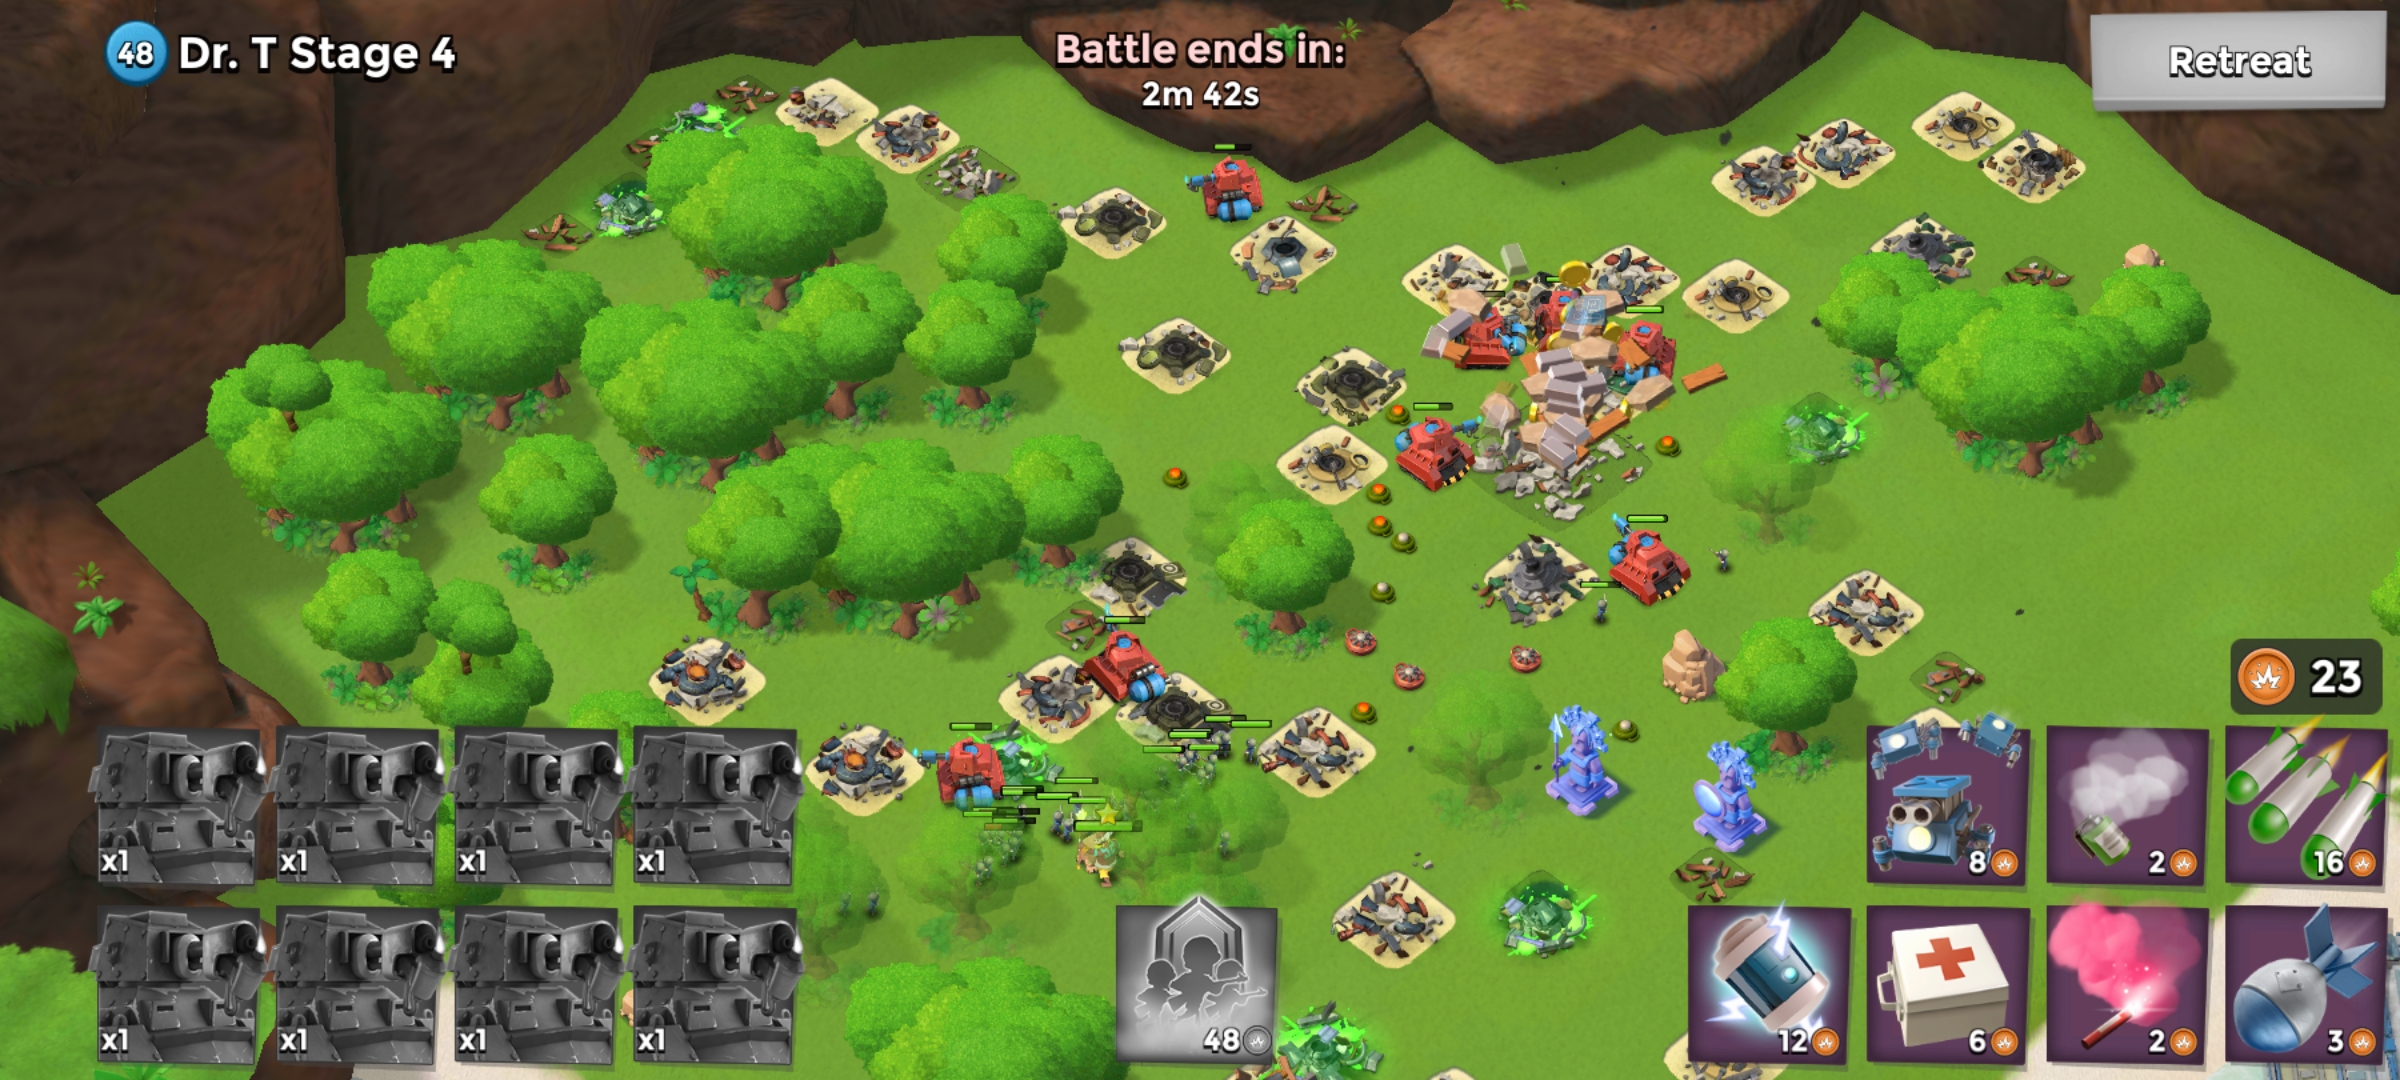 48 Dr. T Stage 4
Battle ends in:
2m 42s
Retreat
23
x1 x1 x1 x1
8 2 16
x1 x1 x1 x1
48 12 6 2 3